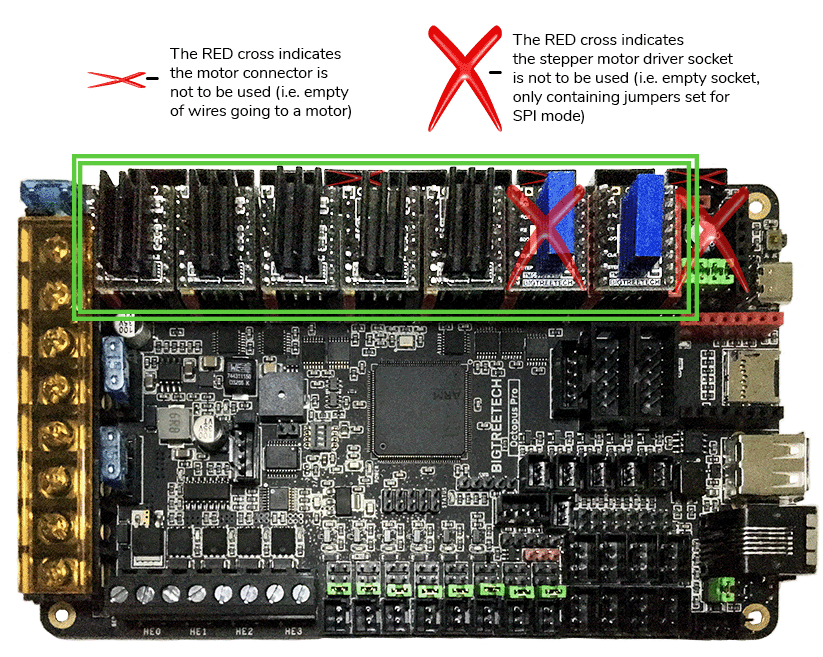 The RED cross indicates
the motor connector is
not to be used (i.e. empty
of wires going to a motor)
The RED cross indicates
the stepper motor driver socket
is not to be used (i.e. empty socket,
only containing jumpers set for
SPI mode)
BIGTREETECH
BIGTREETECH
ARM
BIGTREETECH
Octopus Pro
6R8
HE0
HE1
HE2
HE3